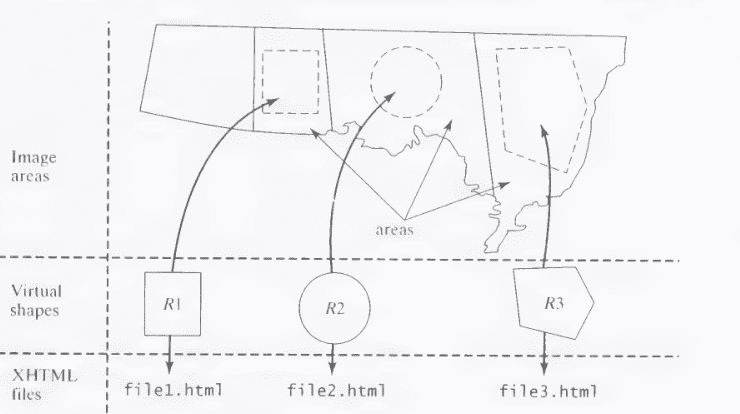 Image
areas
areas
Virtual
shapes
R1
R2
R3
XHTML
files
file1.html
file2.html
file3.html